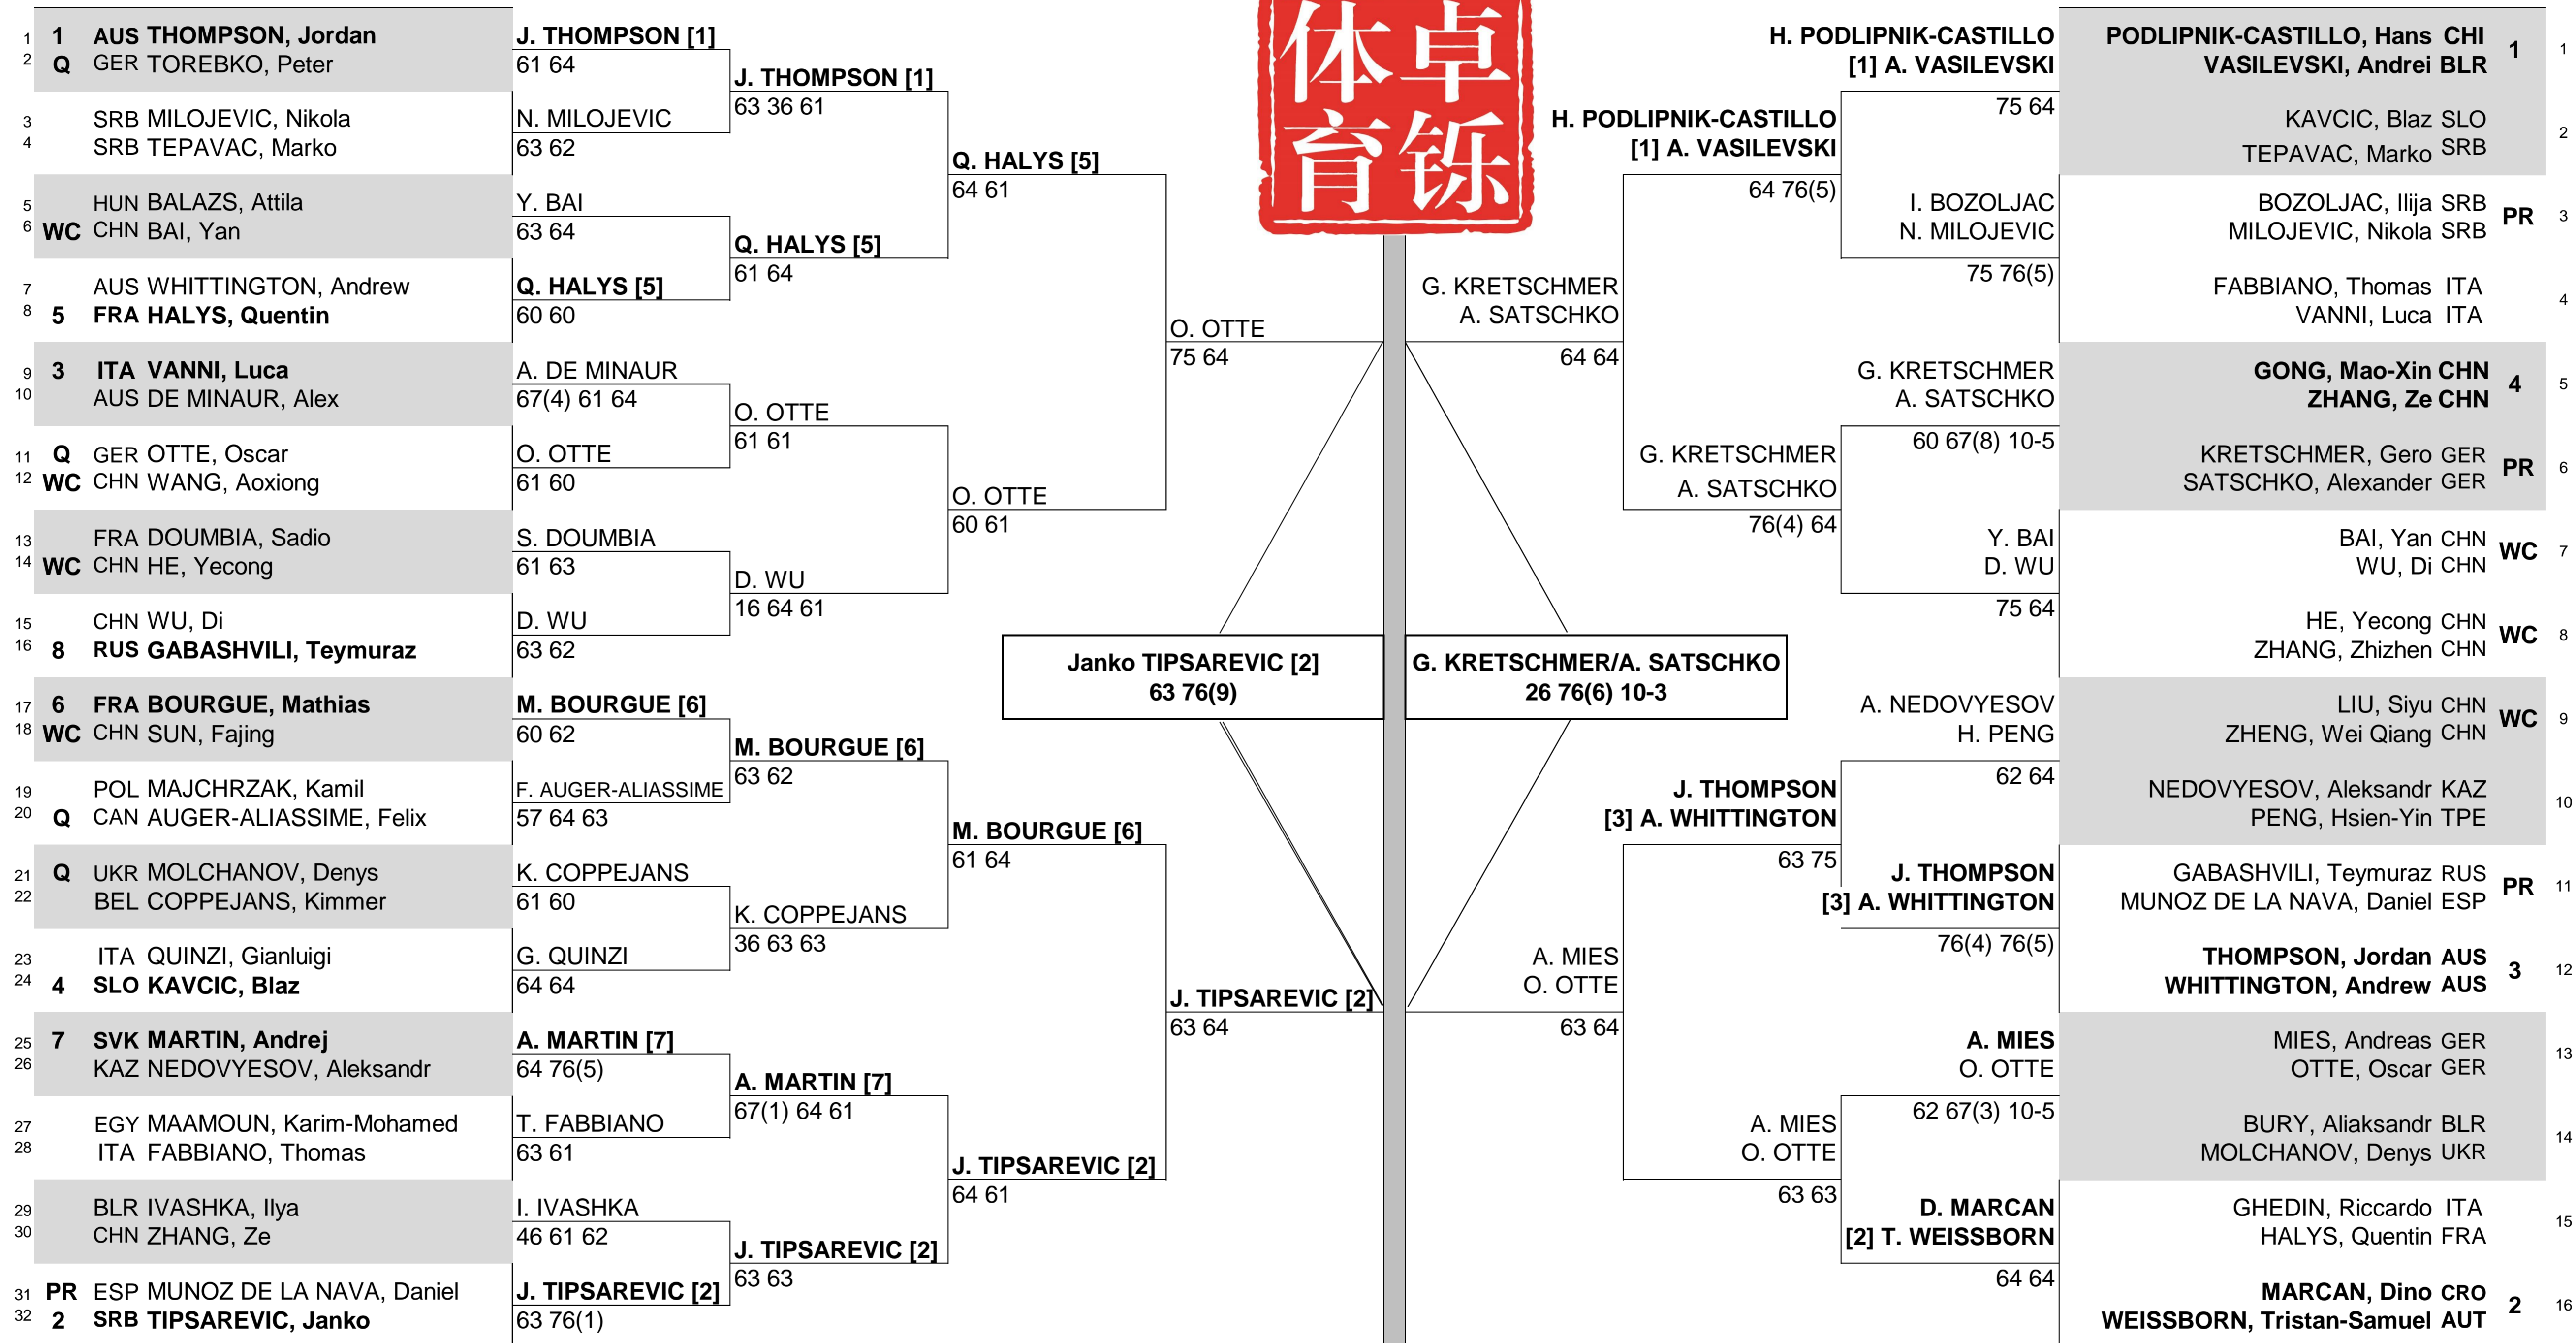 1 1 AUS THOMPSON, Jordan
2 Q GER TOREBKO, Peter
3 SRB MILOJEVIC, Nikola
4 SRB TEPAVAC, Marko
5 HUN BALAZS, Attila
6 WC CHN BAI, Yan
7 AUS WHITTINGTON, Andrew
8 5 FRA HALYS, Quentin
9 3 ITA VANNI, Luca
10 AUS DE MINAUR, Alex
11 Q GER OTTE, Oscar
12 WC CHN WANG, Aoxiong
13 FRA DOUMBIA, Sadio
14 WC CHN HE, Yecong
15 CHN WU, Di
16 8 RUS GABASHVILI, Teymuraz
17 6 FRA BOURGUE, Mathias
18 WC CHN SUN, Fajing
19 POL MAJCHRZAK, Kamil
20 Q CAN AUGER-ALIASSIME, Felix
21 Q UKR MOLCHANOV, Denys
22 BEL COPPEJANS, Kimmer
23 ITA QUINZI, Gianluigi
24 4 SLO KAVCIC, Blaz
25 7 SVK MARTIN, Andrej
26 KAZ NEDOVYESOV, Aleksandr
27 EGY MAAMOUN, Karim-Mohamed
28 ITA FABBIANO, Thomas
29 BLR IVASHKA, Ilya
30 CHN ZHANG, Ze
31 PR ESP MUNOZ DE LA NAVA, Daniel
32 2 SRB TIPSAREVIC, Janko
J. THOMPSON [1]
61 64
N. MILOJEVIC
63 62
Y. BAI
63 64
Q. HALYS [5]
60 60
A. DE MINAUR
67(4) 61 64
O. OTTE
61 60
S. DOUMBIA
61 63
D. WU
63 62
M. BOURGUE [6]
60 62
F. AUGER-ALIASSIME
57 64 63
K. COPPEJANS
61 60
G. QUINZI
64 64
A. MARTIN [7]
64 76(5)
T. FABBIANO
63 61
I. IVASHKA
46 61 62
J. TIPSAREVIC [2]
63 76(1)
J. THOMPSON [1]
63 36 61
Q. HALYS [5]
61 64
O. OTTE
61 61
D. WU
16 64 61
M. BOURGUE [6]
63 62
K. COPPEJANS
36 63 63
A. MARTIN [7]
67(1) 64 61
J. TIPSAREVIC [2]
63 63
Q. HALYS [5]
64 61
O. OTTE
60 61
M. BOURGUE [6]
61 64
J. TIPSAREVIC [2]
64 61
O. OTTE
75 64
J. TIPSAREVIC [2]
63 64
Janko TIPSAREVIC [2]
63 76(9)
体卓
育铄
G. KRETSCHMER/A. SATSCHKO
26 76(6) 10-3
G. KRETSCHMER
A. SATSCHKO
64 64
A. MIES
O. OTTE
63 64
H. PODLIPNIK-CASTILLO
[1] A. VASILEVSKI
64 76(5)
G. KRETSCHMER
A. SATSCHKO
76(4) 64
J. THOMPSON
[3] A. WHITTINGTON
63 75
A. MIES
O. OTTE
63 63
H. PODLIPNIK-CASTILLO
[1] A. VASILEVSKI
75 64
I. BOZOLJAC
N. MILOJEVIC
75 76(5)
G. KRETSCHMER
A. SATSCHKO
60 67(8) 10-5
Y. BAI
D. WU
75 64
A. NEDOVYESOV
H. PENG
62 64
J. THOMPSON
[3] A. WHITTINGTON
76(4) 76(5)
A. MIES
O. OTTE
62 67(3) 10-5
D. MARCAN
[2] T. WEISSBORN
64 64
PODLIPNIK-CASTILLO, Hans CHI
VASILEVSKI, Andrei BLR
1 1
KAVCIC, Blaz SLO
TEPAVAC, Marko SRB
2
BOZOLJAC, Ilija SRB
MILOJEVIC, Nikola SRB
PR 3
FABBIANO, Thomas ITA
VANNI, Luca ITA
4
GONG, Mao-Xin CHN
ZHANG, Ze CHN
4 5
KRETSCHMER, Gero GER
SATSCHKO, Alexander GER
PR 6
BAI, Yan CHN
WU, Di CHN
WC 7
HE, Yecong CHN
ZHANG, Zhizhen CHN
WC 8
LIU, Siyu CHN
ZHENG, Wei Qiang CHN
WC 9
NEDOVYESOV, Aleksandr KAZ
PENG, Hsien-Yin TPE
10
GABASHVILI, Teymuraz RUS
MUNOZ DE LA NAVA, Daniel ESP
PR 11
THOMPSON, Jordan AUS
WHITTINGTON, Andrew AUS
3 12
MIES, Andreas GER
OTTE, Oscar GER
13
BURY, Aliaksandr BLR
MOLCHANOV, Denys UKR
14
GHEDIN, Riccardo ITA
HALYS, Quentin FRA
15
MARCAN, Dino CRO
WEISSBORN, Tristan-Samuel AUT
2 16